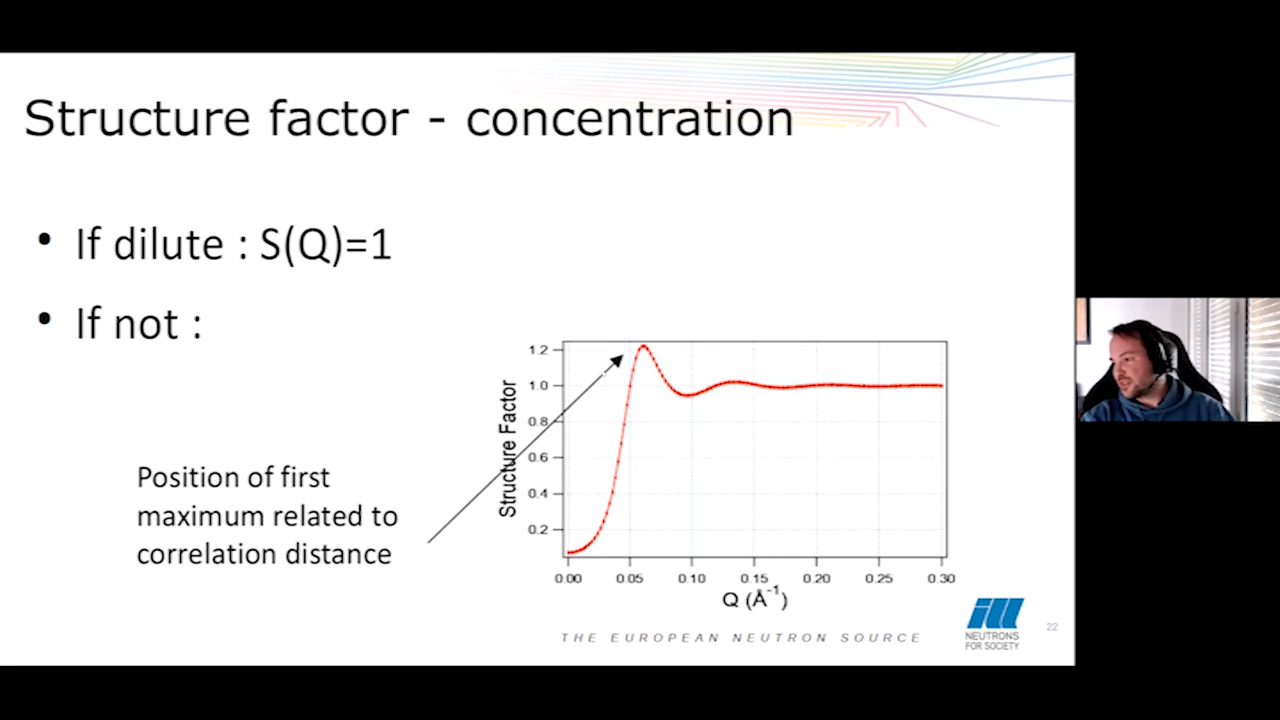 Structure factor - concentration
• If dilute : S(Q)=1
• If not :
Position of first
maximum related to
correlation distance
Structure Factor
1.2
1.0
0.8
0.6
0.4
0.2
0.00 0.05 0.10 0.15 0.20 0.25 0.30
Q (Å⁻¹)
THE EUROPEAN NEUTRON SOURCE
ill
NEUTRONS
FOR SOCIETY
22